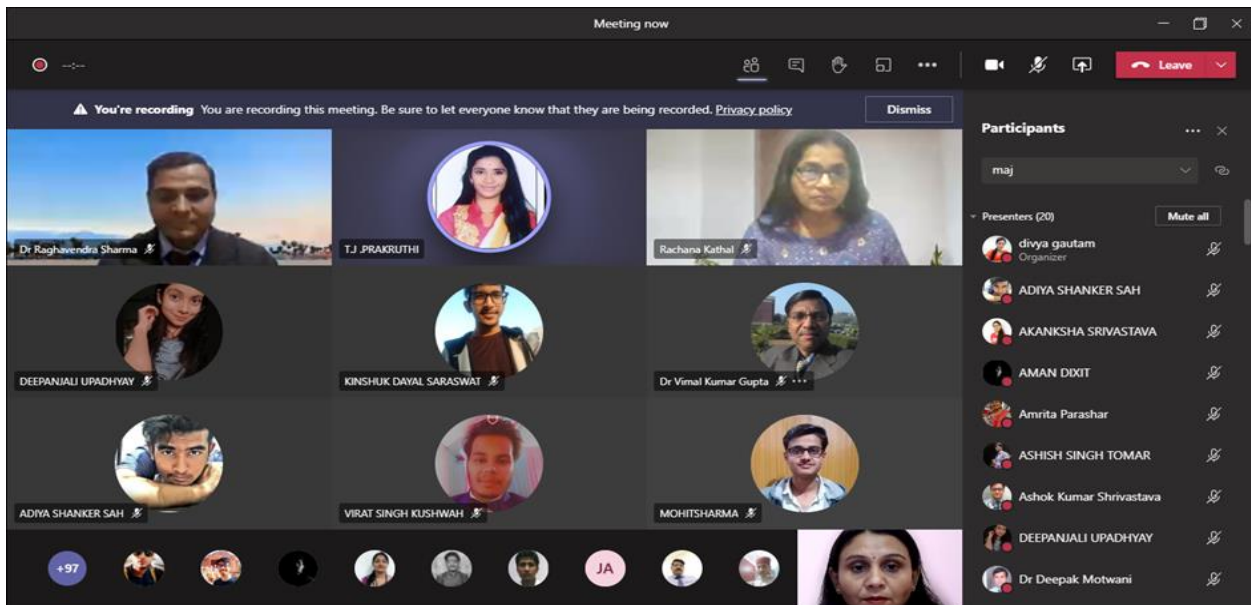 Meeting now
--:--
Leave
You're recording You are recording this meeting. Be sure to let everyone know that they are being recorded. Privacy policy
Dismiss
Dr Raghavendra Sharma
T.J .PRAKRUTHI
Rachana Kathal
DEEPANJALI UPADHYAY
KINSHUK DAYAL SARASWAT
Dr Vimal Kumar Gupta
ADIYA SHANKER SAH
VIRAT SINGH KUSHWAH
MOHITSHARMA
+97
JA
Participants
maj
Presenters (20)
Mute all
divya gautam
Organizer
ADIYA SHANKER SAH
AKANKSHA SRIVASTAVA
AMAN DIXIT
Amrita Parashar
ASHISH SINGH TOMAR
Ashok Kumar Shrivastava
DEEPANJALI UPADHYAY
Dr Deepak Motwani